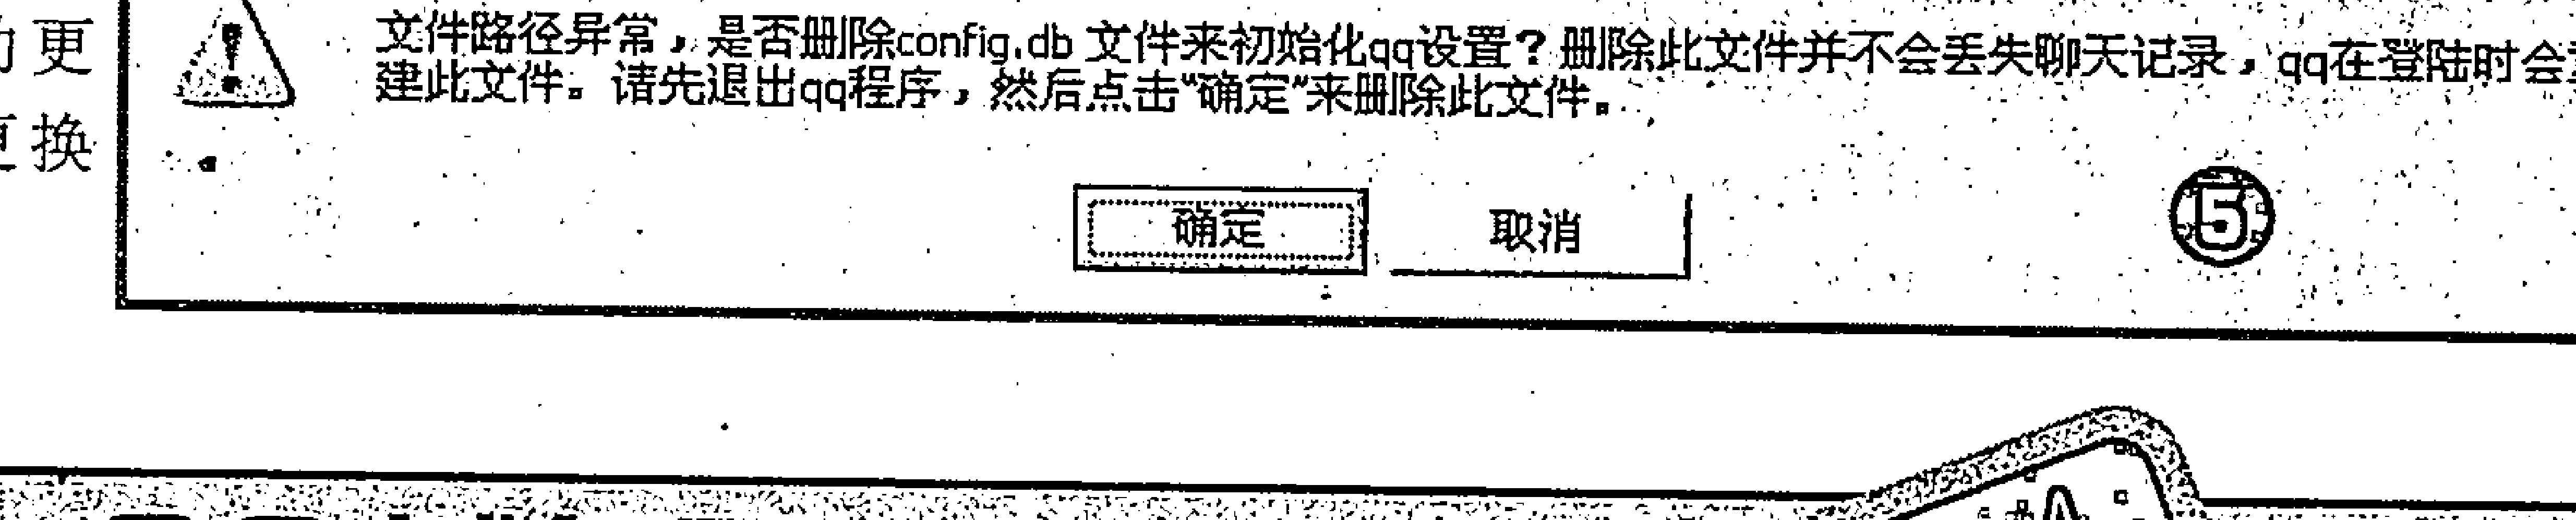 更
换
文件路径异常，是否删除config.db 文件来初始化qq设置？删除此文件并不会丢失聊天记录，qq在登陆时会
建此文件。请先退出qq程序，然后点击“确定”来删除此文件。
确定
取消
5